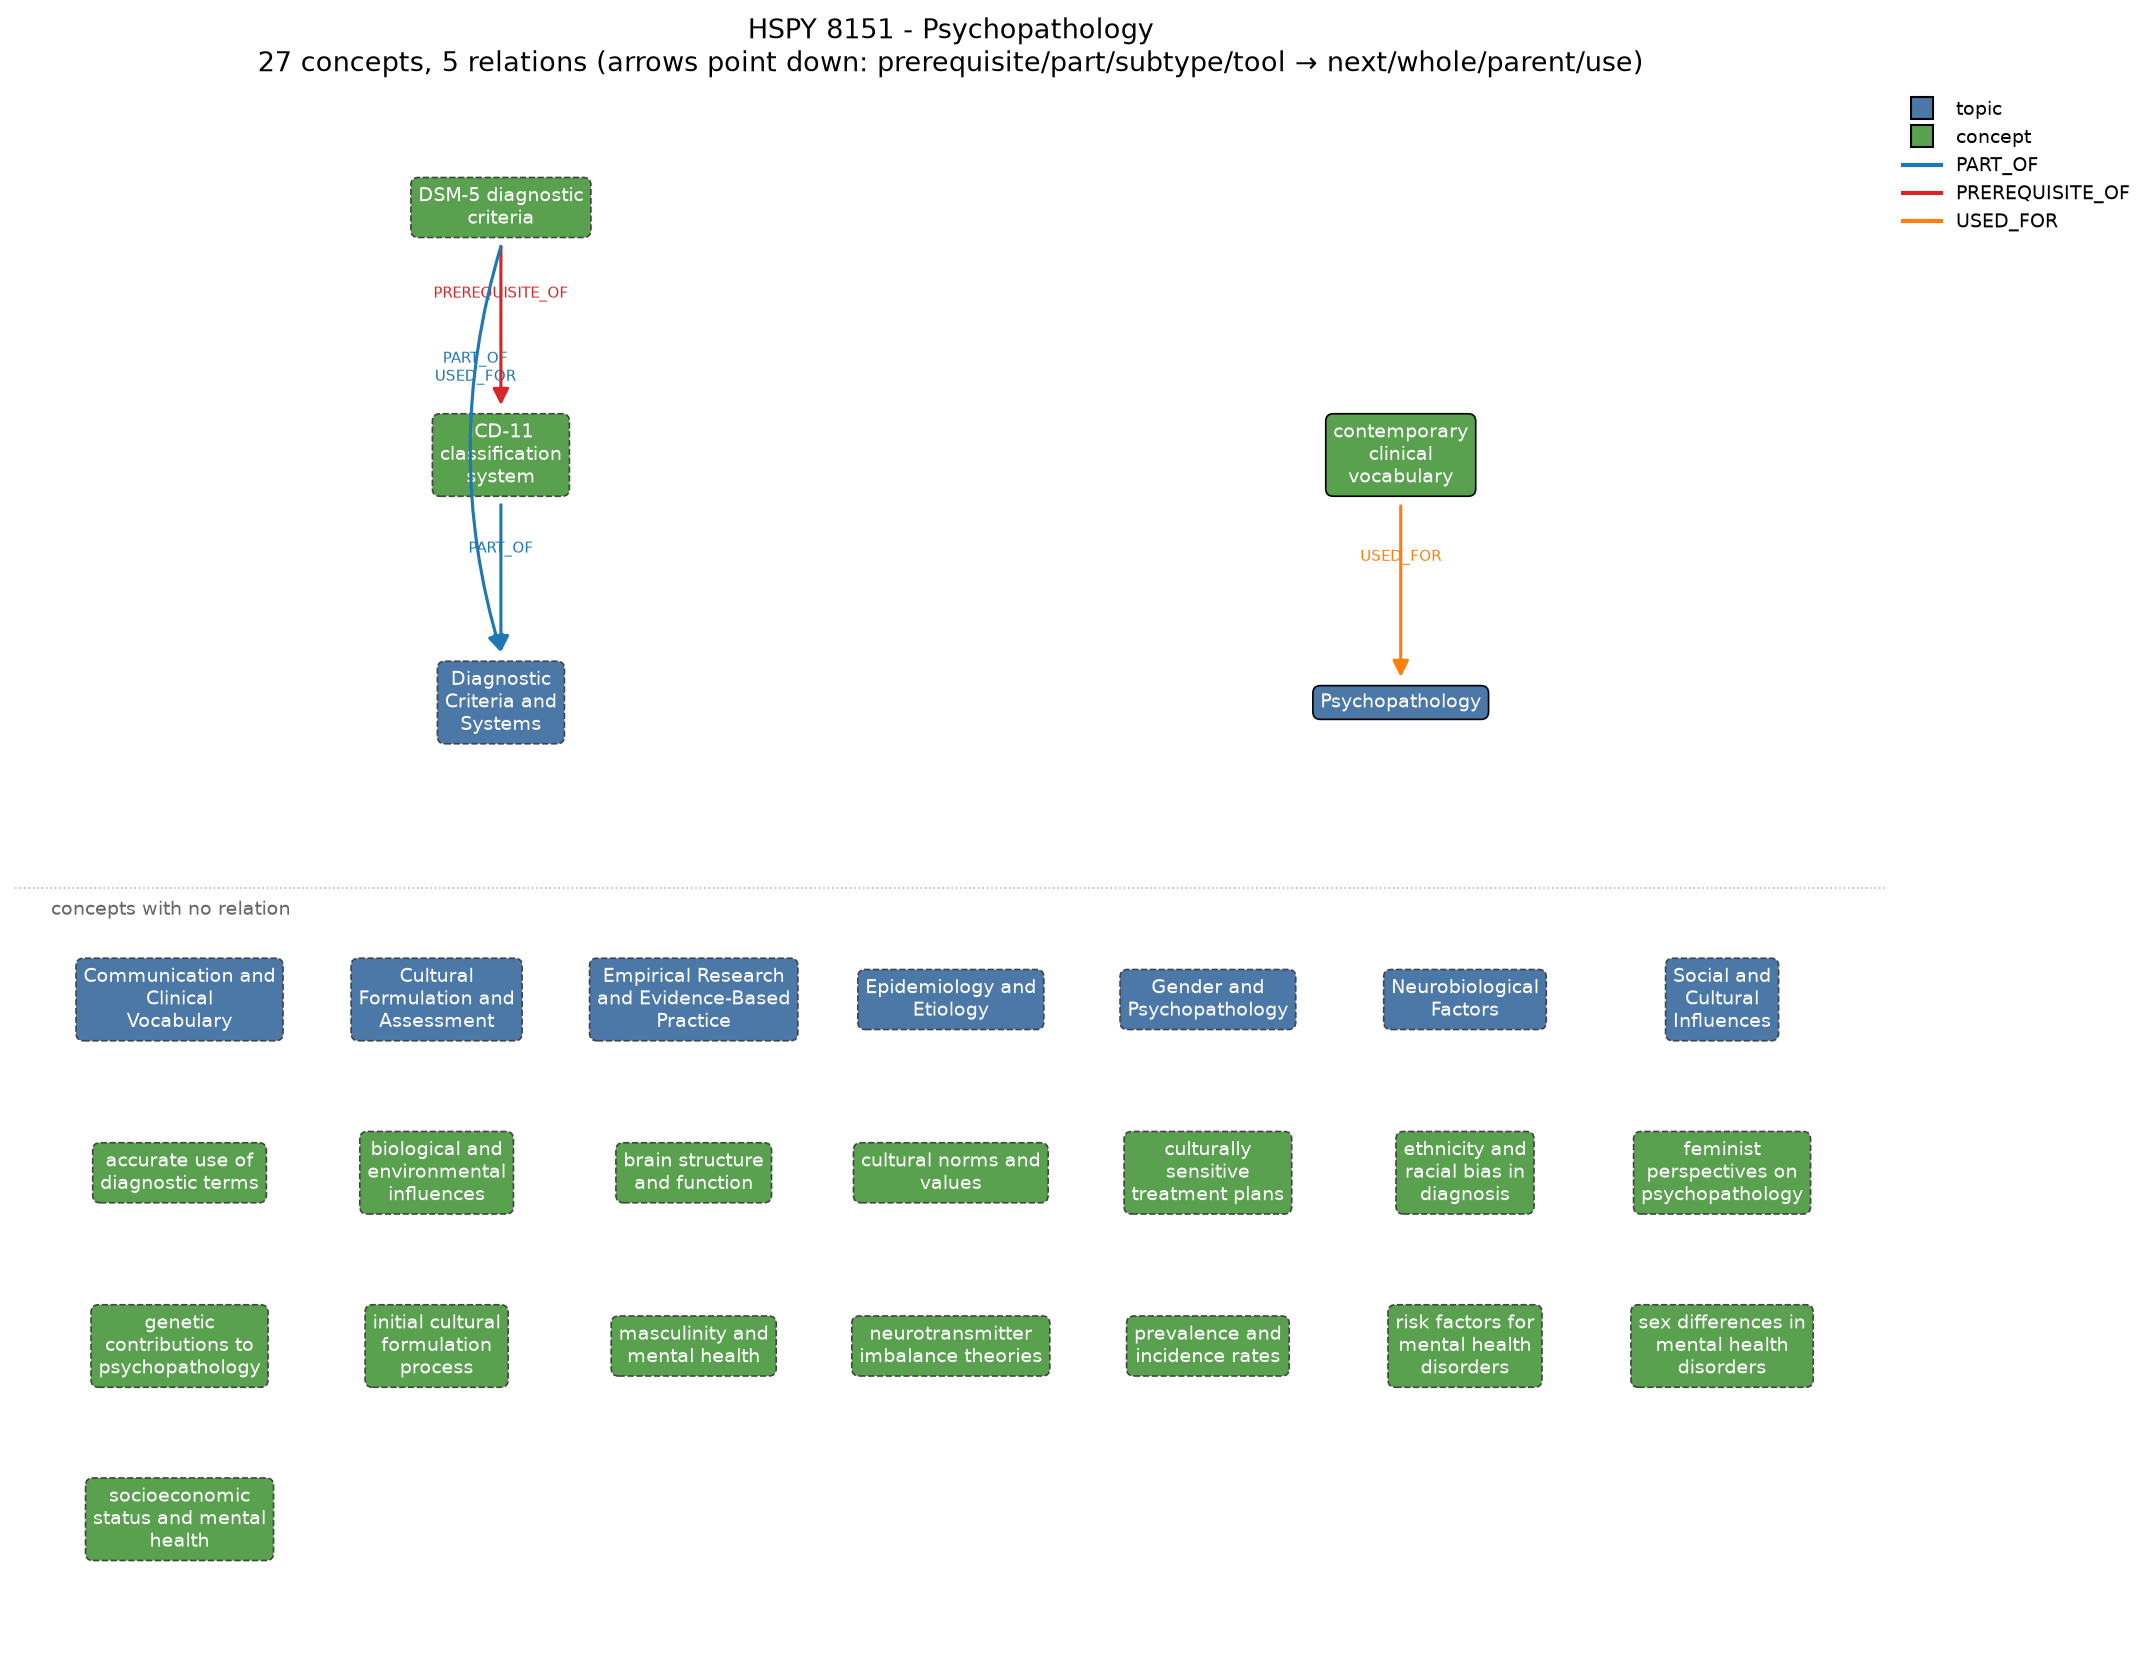 HSPY 8151 - Psychopathology
27 concepts, 5 relations (arrows point down: prerequisite/part/subtype/tool → next/whole/parent/use)
topic
concept
PART_OF
PREREQUISITE_OF
USED_FOR
DSM-5 diagnostic
criteria
PREREQUISITE_OF
PART_OF
USED_FOR
CD-11
classification
system
PART_OF
Diagnostic
Criteria and
Systems
contemporary
clinical
vocabulary
USED_FOR
Psychopathology
concepts with no relation
Communication and
Clinical
Vocabulary
Cultural
Formulation and
Assessment
Empirical Research
and Evidence-Based
Practice
Epidemiology and
Etiology
Gender and
Psychopathology
Neurobiological
Factors
Social and
Cultural
Influences
accurate use of
diagnostic terms
biological and
environmental
influences
brain structure
and function
cultural norms and
values
culturally
sensitive
treatment plans
ethnicity and
racial bias in
diagnosis
feminist
perspectives on
psychopathology
genetic
contributions to
psychopathology
initial cultural
formulation
process
masculinity and
mental health
neurotransmitter
imbalance theories
prevalence and
incidence rates
risk factors for
mental health
disorders
sex differences in
mental health
disorders
socioeconomic
status and mental
health